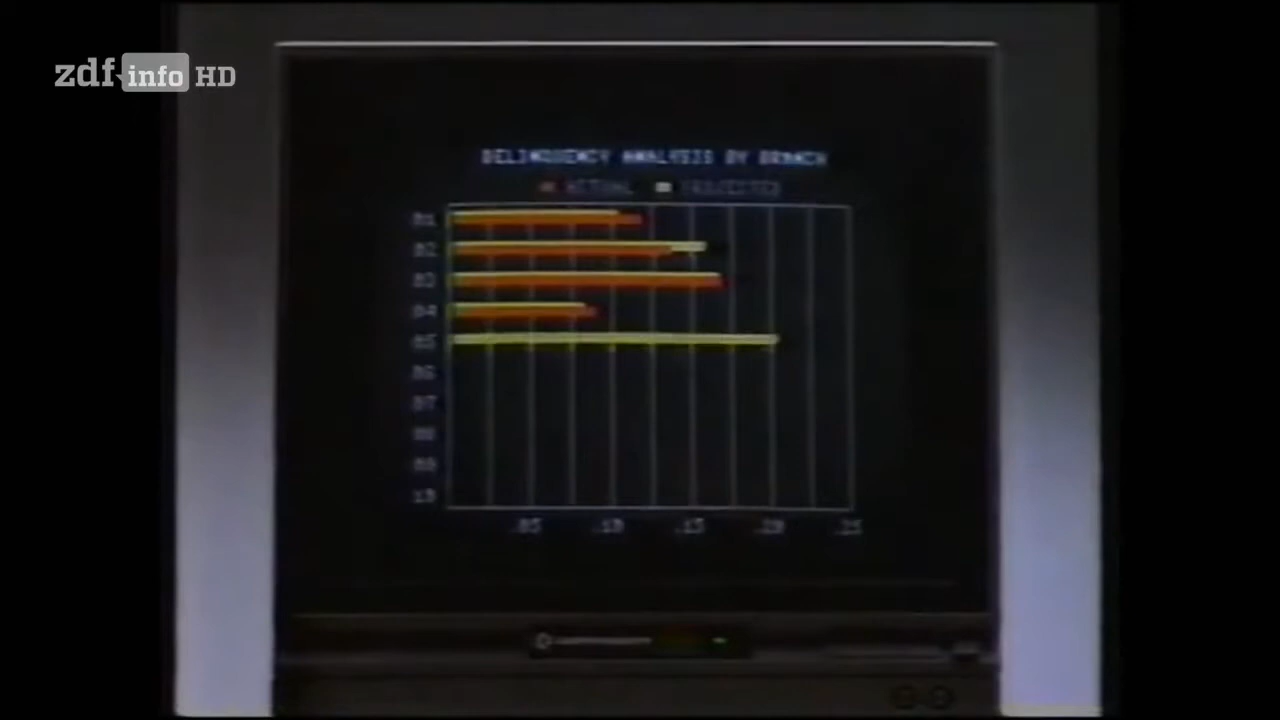 zdf info HD
DELINQUENCY ANALYSIS BY BRANCH
ACTUAL PROJECTED
01
02
03
04
05
06
07
08
09
10
.05 .10 .15 .20 .25